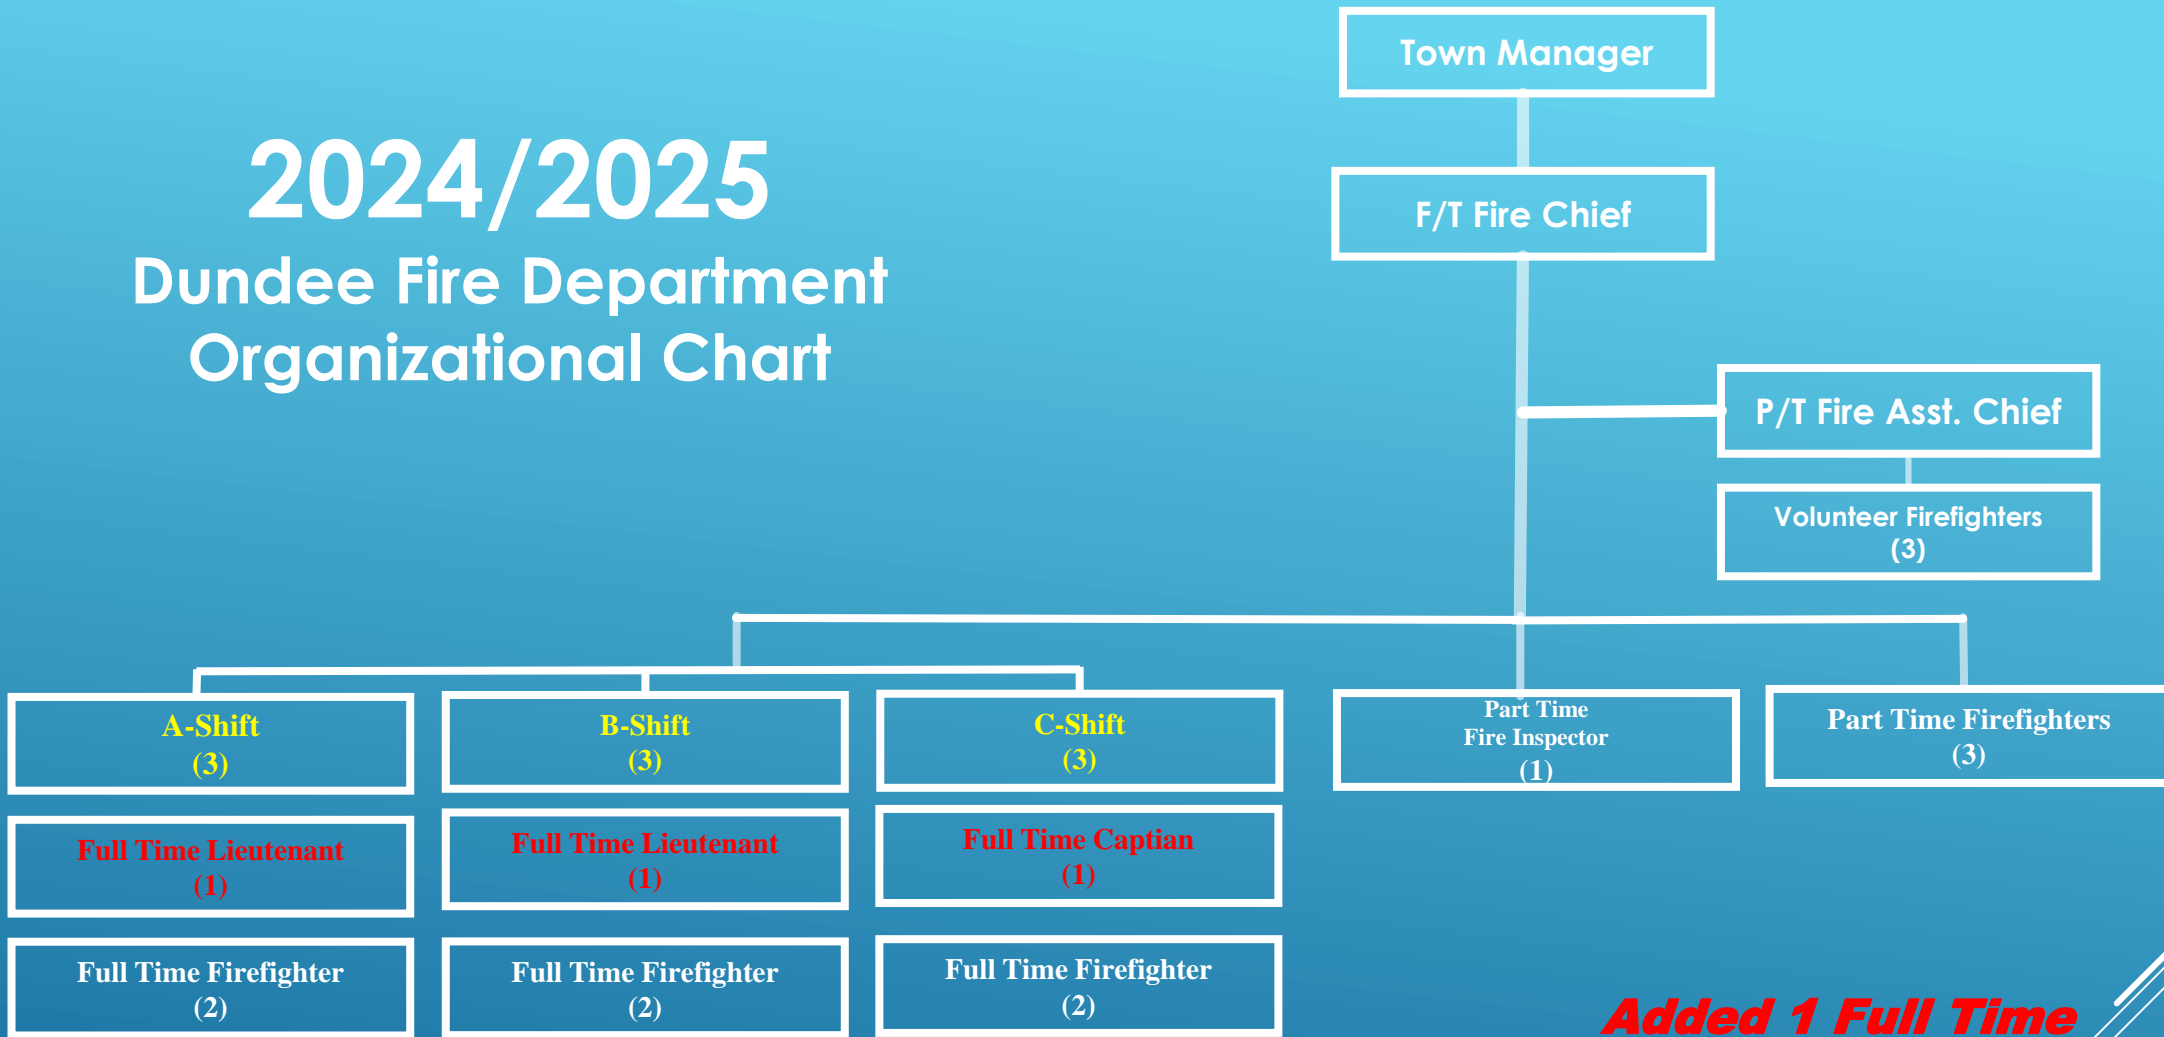 Town Manager
2024/2025
Dundee Fire Department
Organizational Chart
F/T Fire Chief
P/T Fire Asst. Chief
Volunteer Firefighters
(3)
A-Shift
(3)
B-Shift
(3)
C-Shift
(3)
Part Time
Fire Inspector
(1)
Part Time Firefighters
(3)
Full Time Lieutenant
(1)
Full Time Lieutenant
(1)
Full Time Captian
(1)
Full Time Firefighter
(2)
Full Time Firefighter
(2)
Full Time Firefighter
(2)
Added 1 Full Time